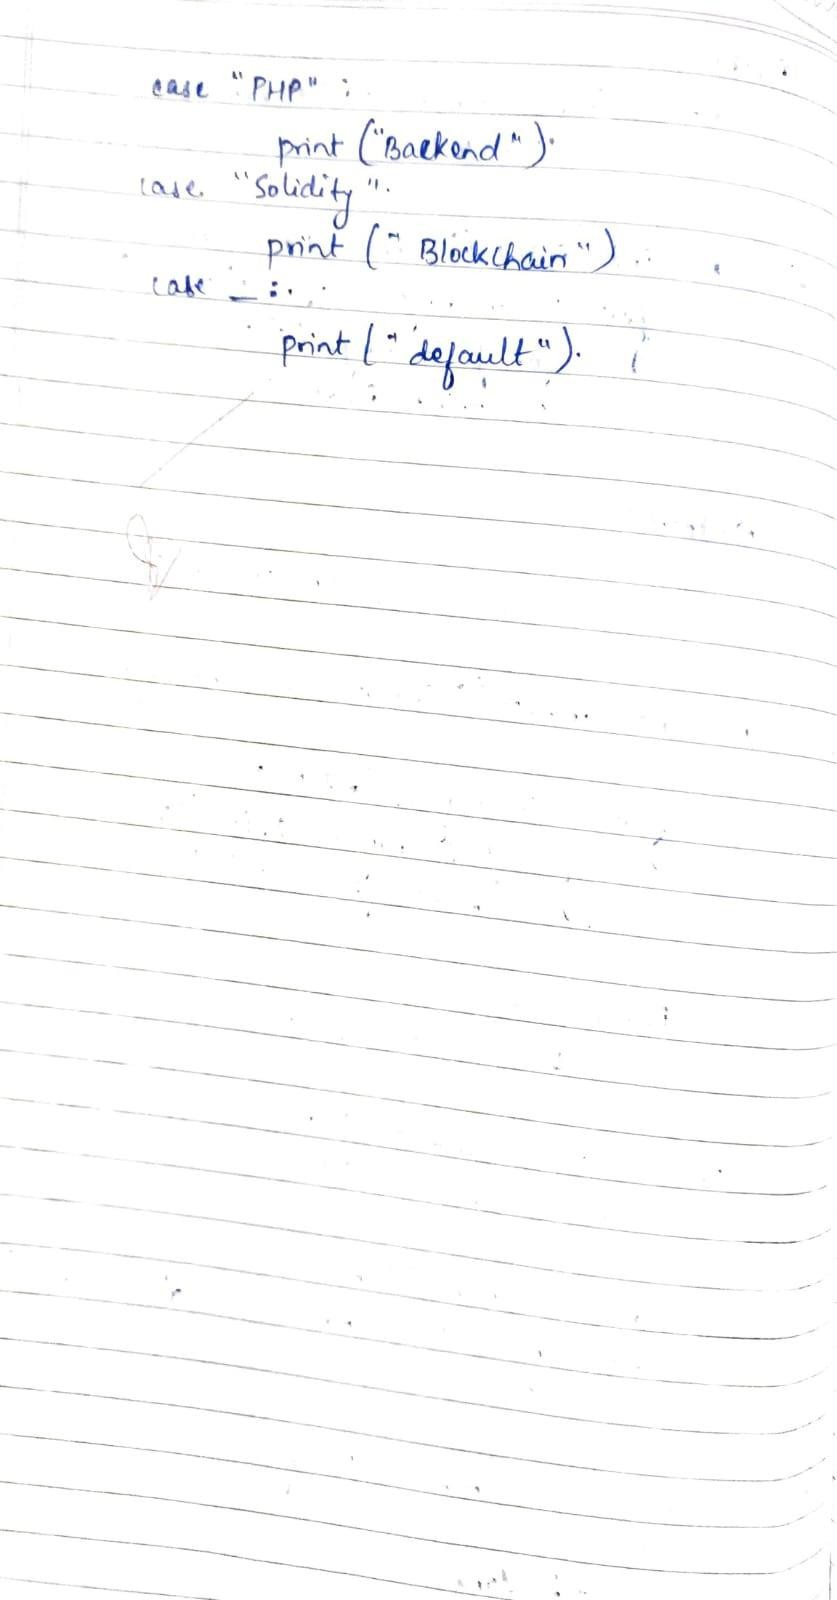 case "PHP" :
print ("Backend").
case "Solidity".
print (" Blockchain")
case _ :
print (" default").